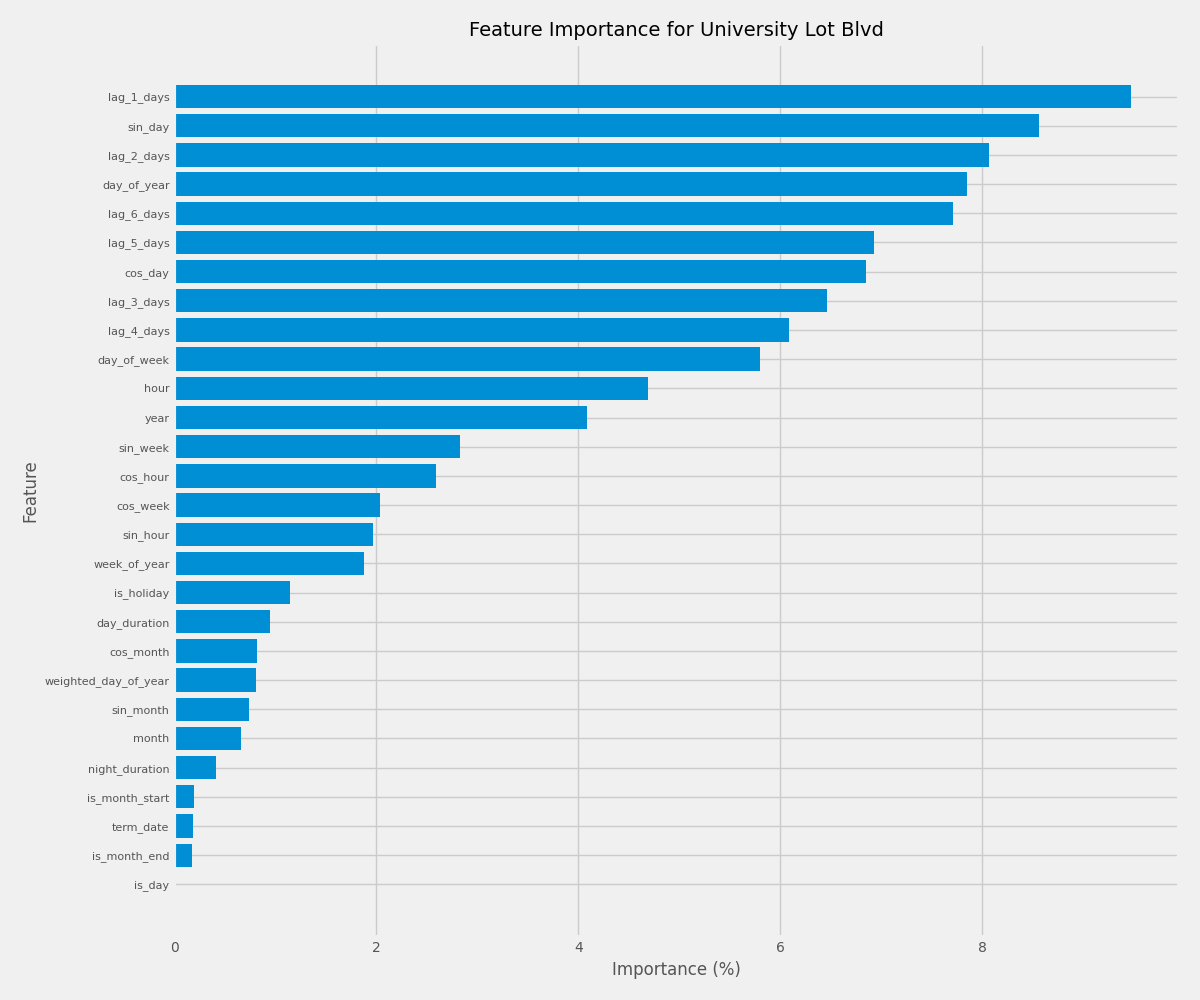 Feature Importance for University Lot Blvd
lag_1_days
sin_day
lag_2_days
day_of_year
lag_6_days
lag_5_days
cos_day
lag_3_days
lag_4_days
day_of_week
hour
year
sin_week
cos_hour
cos_week
sin_hour
week_of_year
is_holiday
day_duration
cos_month
weighted_day_of_year
sin_month
month
night_duration
is_month_start
term_date
is_month_end
is_day
Feature
0 2 4 6 8
Importance (%)